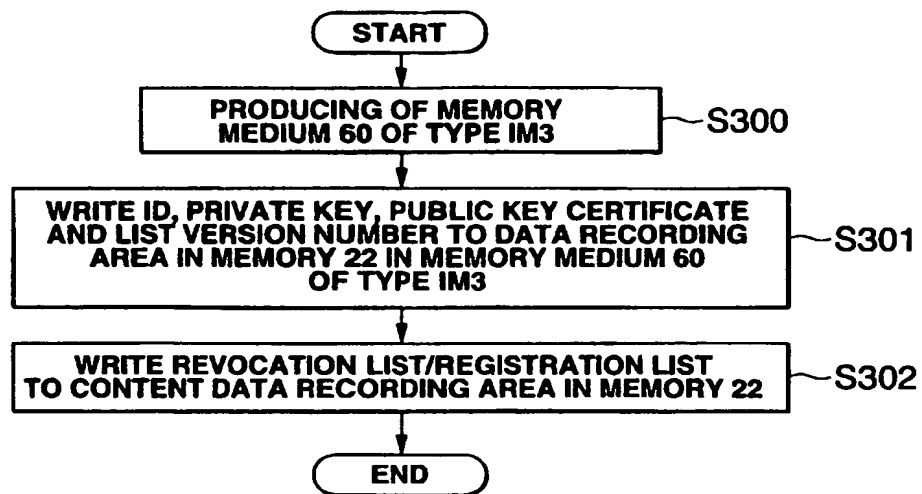 START
PRODUCING OF MEMORY
MEDIUM 60 OF TYPE IM3
S300
WRITE ID, PRIVATE KEY, PUBLIC KEY CERTIFICATE
AND LIST VERSION NUMBER TO DATA RECORDING
AREA IN MEMORY 22 IN MEMORY MEDIUM 60
OF TYPE IM3
S301
WRITE REVOCATION LIST/REGISTRATION LIST
TO CONTENT DATA RECORDING AREA IN MEMORY 22
S302
END